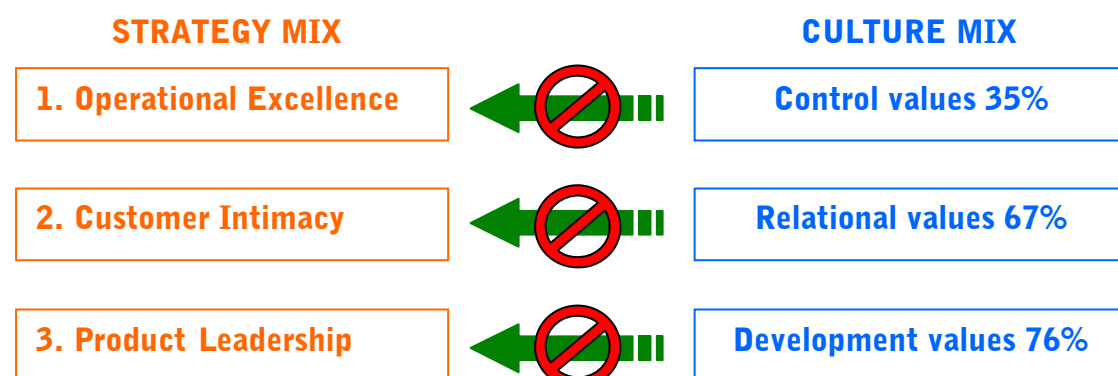 STRATEGY MIX
CULTURE MIX
1. Operational Excellence
Control values 35%
2. Customer Intimacy
Relational values 67%
3. Product Leadership
Development values 76%